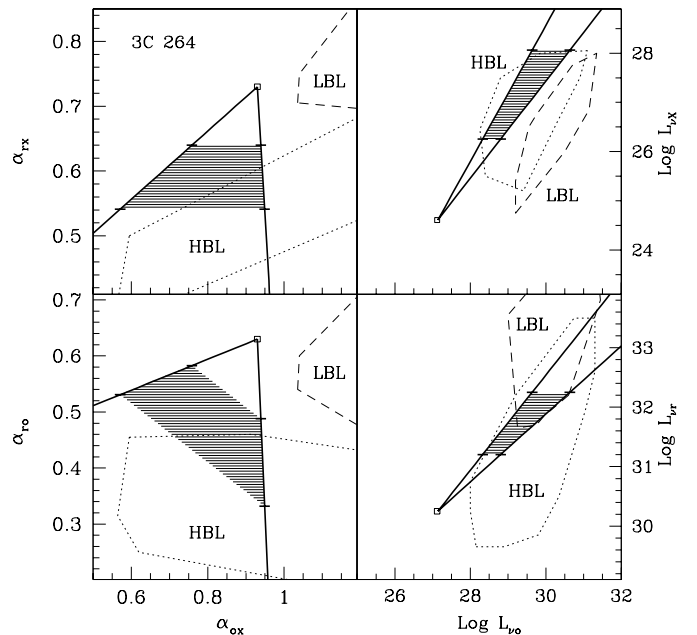 3C 264
0.8
0.7
0.6
0.5
α_rx
LBL
HBL
HBL
LBL
28
26
24
Log L_νx
0.7
0.6
0.5
0.4
0.3
α_ro
LBL
HBL
LBL
HBL
33
32
31
30
Log L_νr
0.6 0.8 1
α_ox
26 28 30 32
Log L_νo